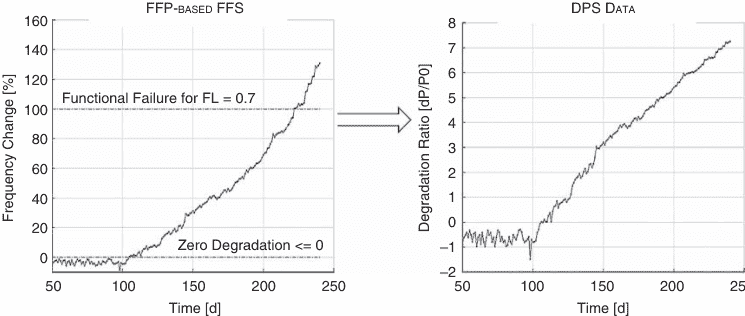 FFP-BASED FFS
160
140
120
100
80
60
40
20
0
Frequency Change [%]
Functional Failure for FL = 0.7
Zero Degradation <= 0
50 100 150 200 250
Time [d]
DPS DATA
8
7
6
5
4
3
2
1
0
−1
−2
Degradation Ratio [dP/P0]
50 100 150 200 25
Time [d]